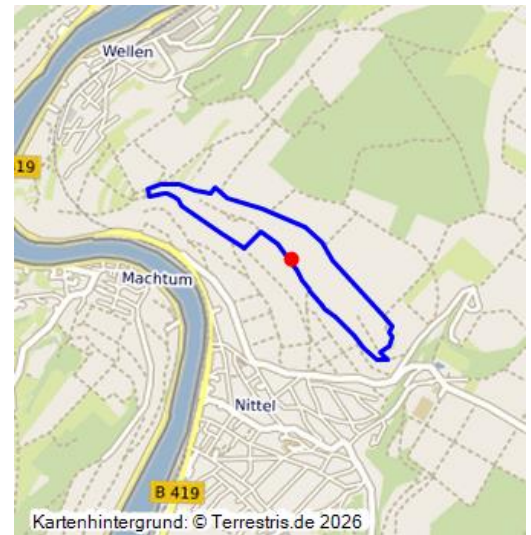 Wellen
19
Machtum
Nittel
B 419
Kartenhintergrund: © Terrestris.de 2026